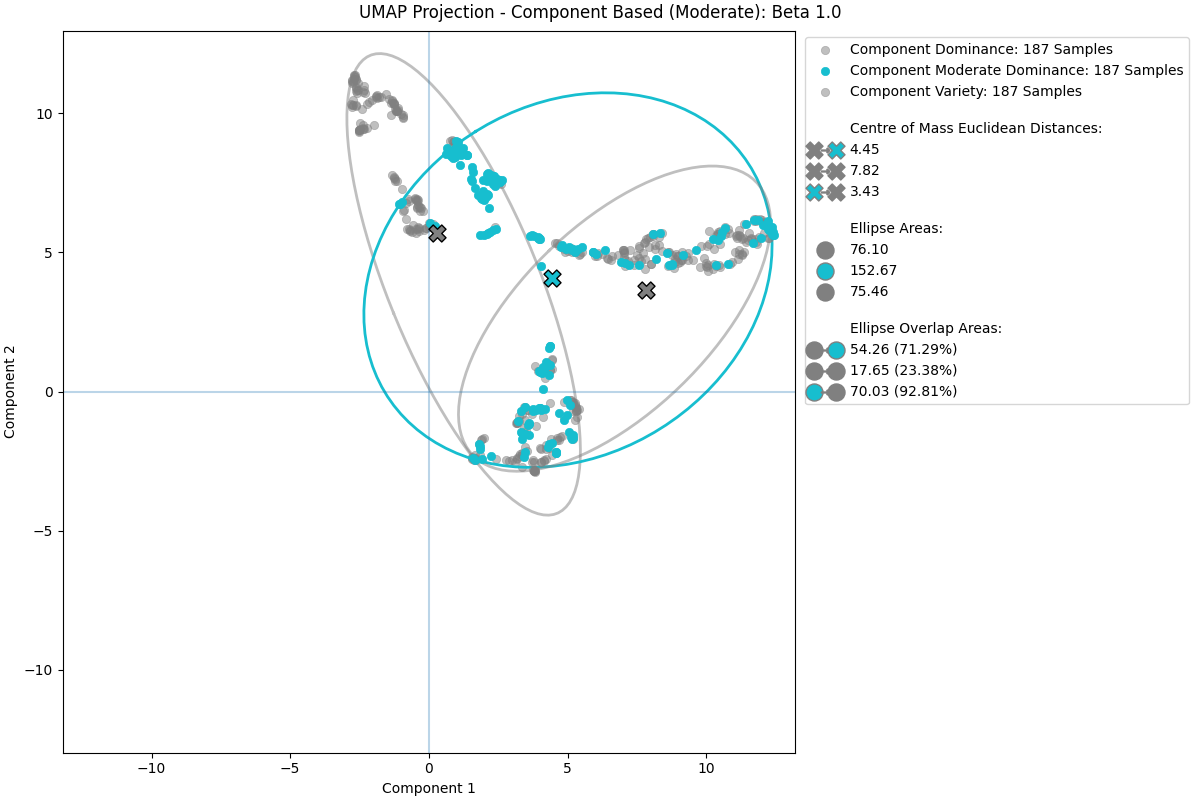 UMAP Projection - Component Based (Moderate): Beta 1.0
Component Dominance: 187 Samples
Component Moderate Dominance: 187 Samples
Component Variety: 187 Samples
Centre of Mass Euclidean Distances:
4.45
7.82
3.43
Ellipse Areas:
76.10
152.67
75.46
Ellipse Overlap Areas:
54.26 (71.29%)
17.65 (23.38%)
70.03 (92.81%)
Component 2
10
5
0
−5
−10
−10
−5
0
5
10
Component 1